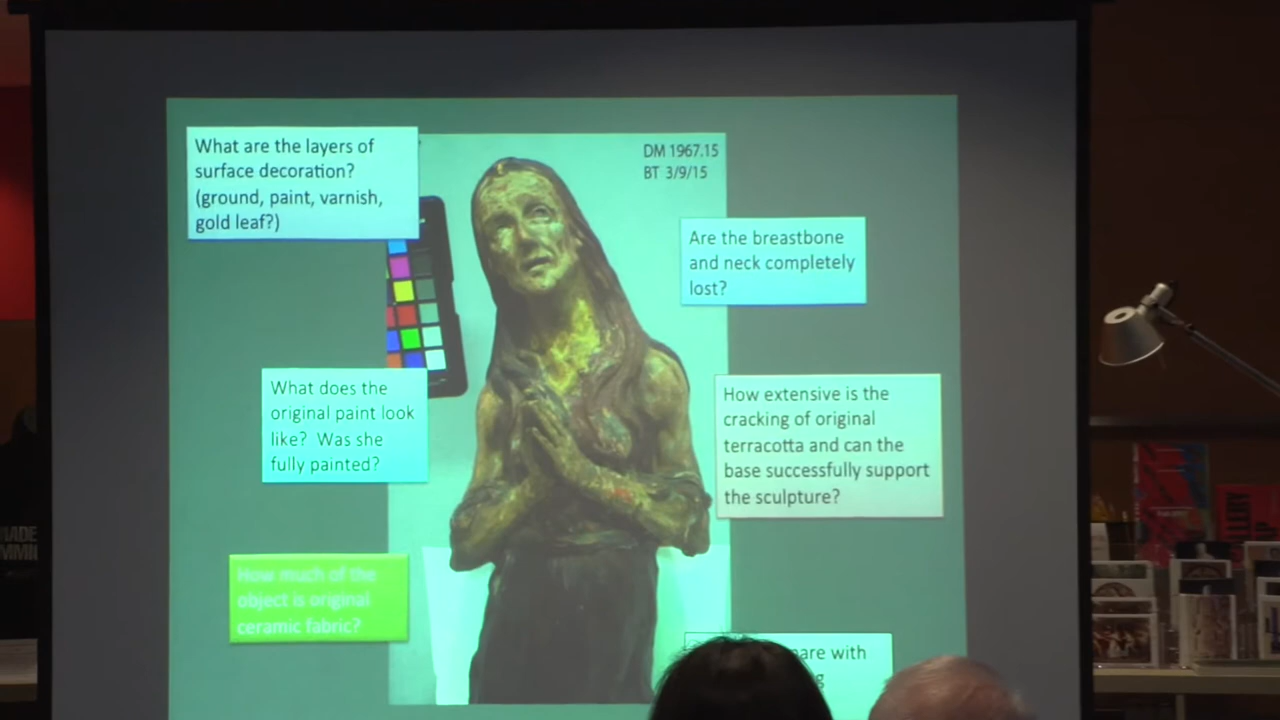 What are the layers of
surface decoration?
(ground, paint, varnish,
gold leaf?)
DM 1967.15
BT 3/9/15
Are the breastbone
and neck completely
lost?
What does the
original paint look
like? Was she
fully painted?
How extensive is the
cracking of original
terracotta and can the
base successfully support
the sculpture?
How much of the
object is original
ceramic fabric?
with